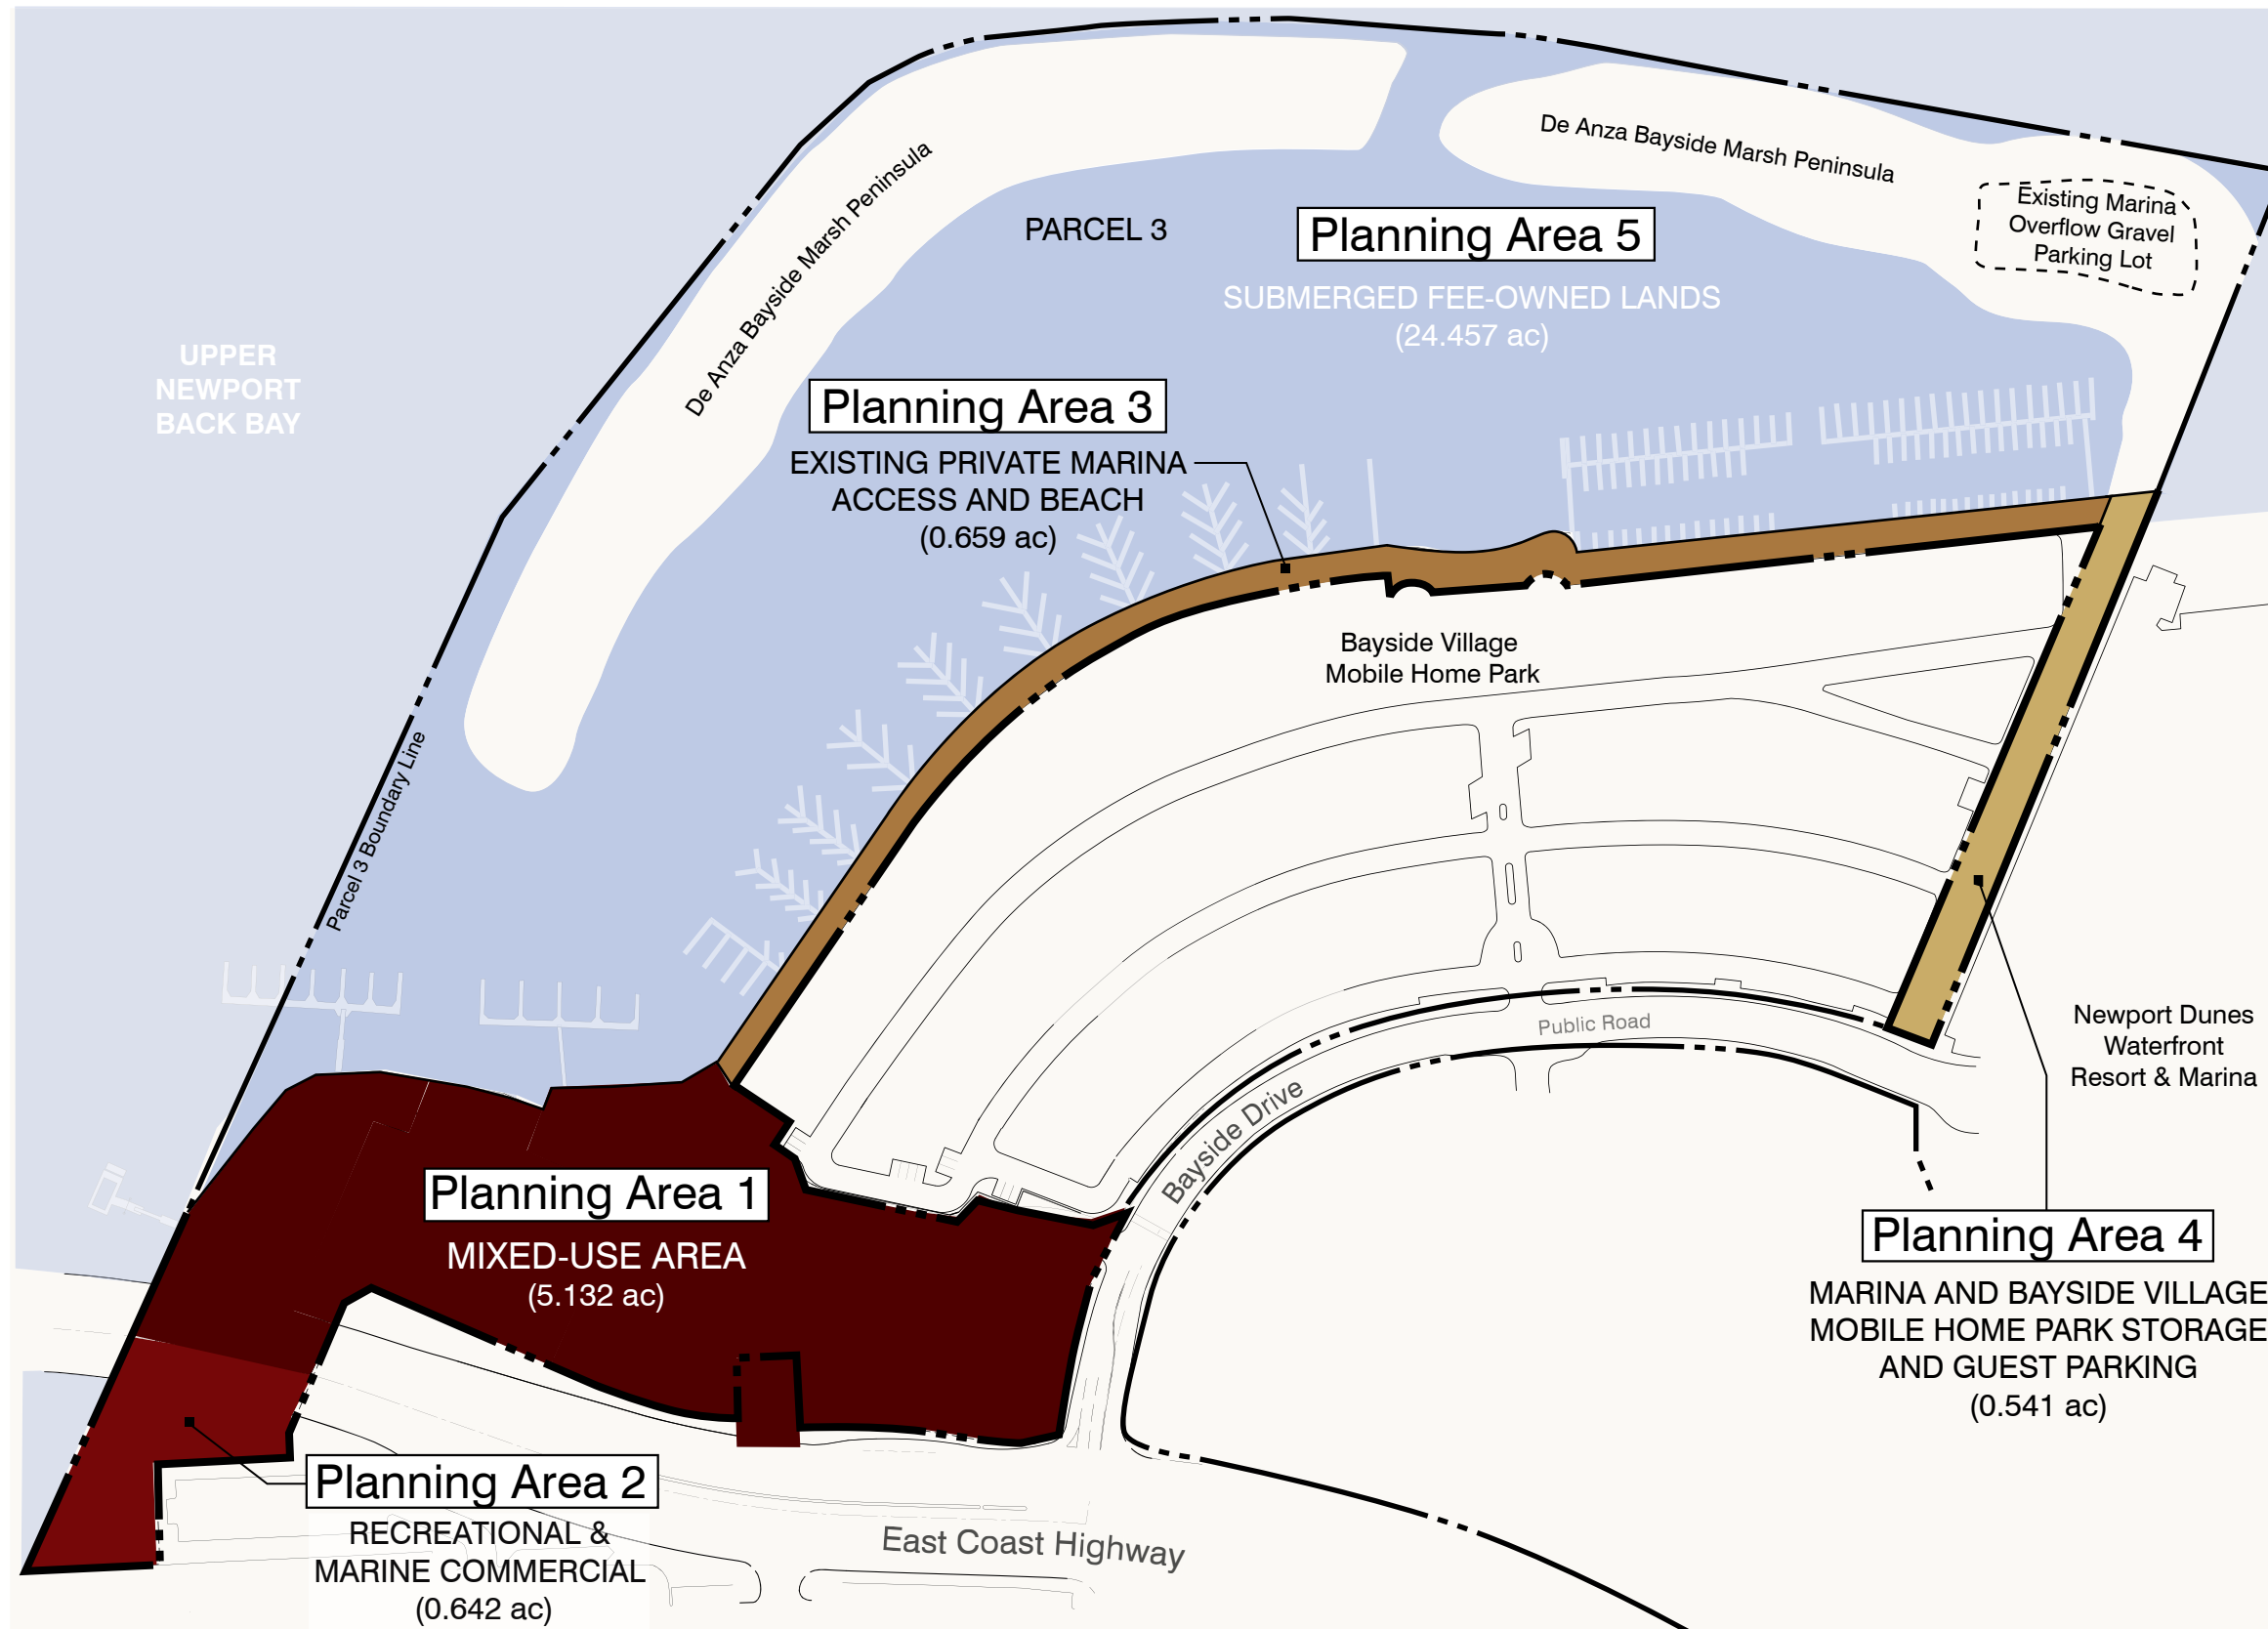 De Anza Bayside Marsh Peninsula
De Anza Bayside Marsh Peninsula
Existing Marina
Overflow Gravel
Parking Lot
PARCEL 3
Planning Area 5
SUBMERGED FEE-OWNED LANDS
(24.457 ac)
UPPER
NEWPORT
BACK BAY
Planning Area 3
EXISTING PRIVATE MARINA
ACCESS AND BEACH
(0.659 ac)
Bayside Village
Mobile Home Park
Parcel 3 Boundary Line
Public Road
Bayside Drive
Newport Dunes
Waterfront
Resort & Marina
Planning Area 1
MIXED-USE AREA
(5.132 ac)
Planning Area 4
MARINA AND BAYSIDE VILLAGE
MOBILE HOME PARK STORAGE
AND GUEST PARKING
(0.541 ac)
Planning Area 2
RECREATIONAL &
MARINE COMMERCIAL
(0.642 ac)
East Coast Highway